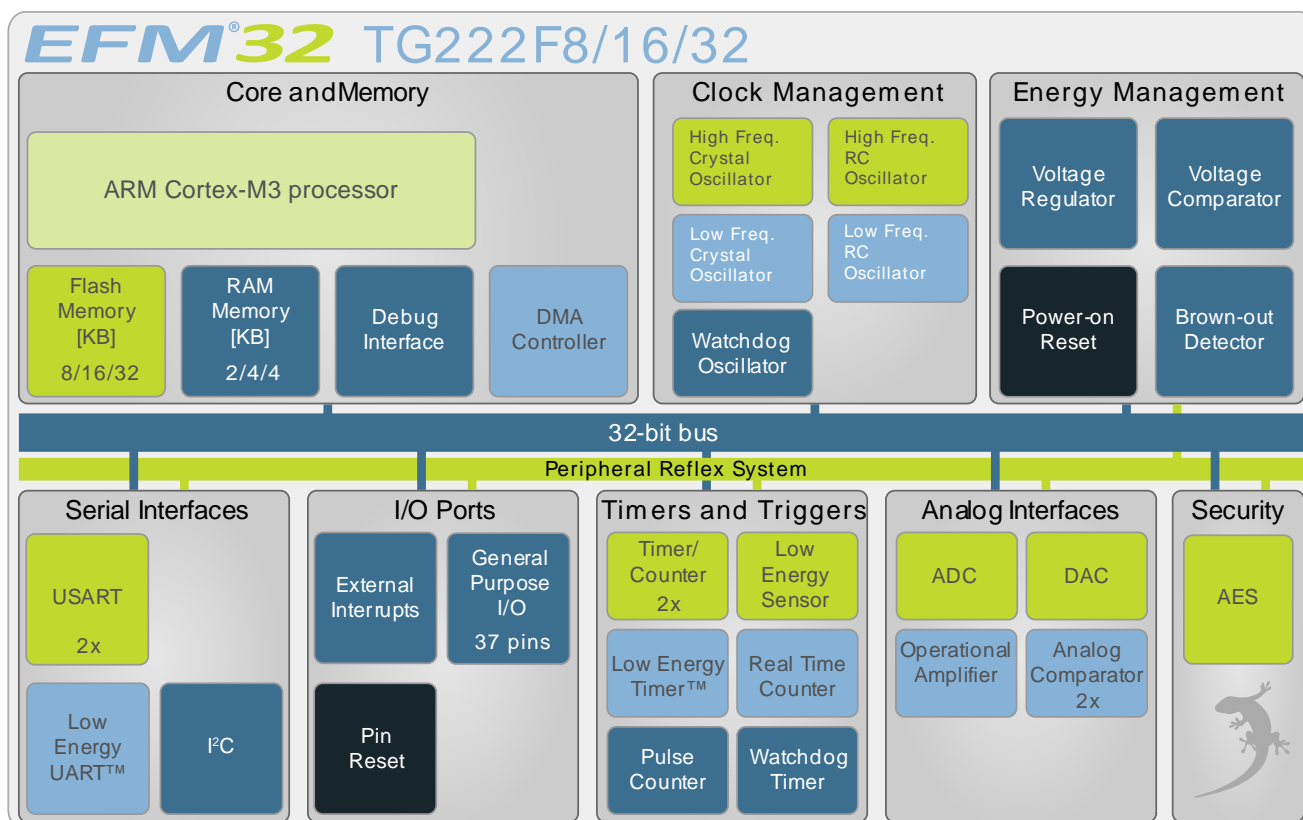 EFM®32 TG222F8/16/32
Core and Memory
ARM Cortex-M3 processor
Flash
Memory
[KB]
8/16/32
RAM
Memory
[KB]
2/4/4
Debug
Interface
DMA
Controller
Clock Management
High Freq.
Crystal
Oscillator
High Freq.
RC
Oscillator
Low Freq.
Crystal
Oscillator
Low Freq.
RC
Oscillator
Watchdog
Oscillator
Energy Management
Voltage
Regulator
Voltage
Comparator
Power-on
Reset
Brown-out
Detector
32-bit bus
Peripheral Reflex System
Serial Interfaces
USART
2x
Low
Energy
UART™
I²C
I/O Ports
External
Interrupts
General
Purpose
I/O
37 pins
Pin
Reset
Timers and Triggers
Timer/
Counter
2x
Low
Energy
Sensor
Low Energy
Timer™
Real Time
Counter
Pulse
Counter
Watchdog
Timer
Analog Interfaces
ADC
DAC
Operational
Amplifier
Analog
Comparator
2x
Security
AES